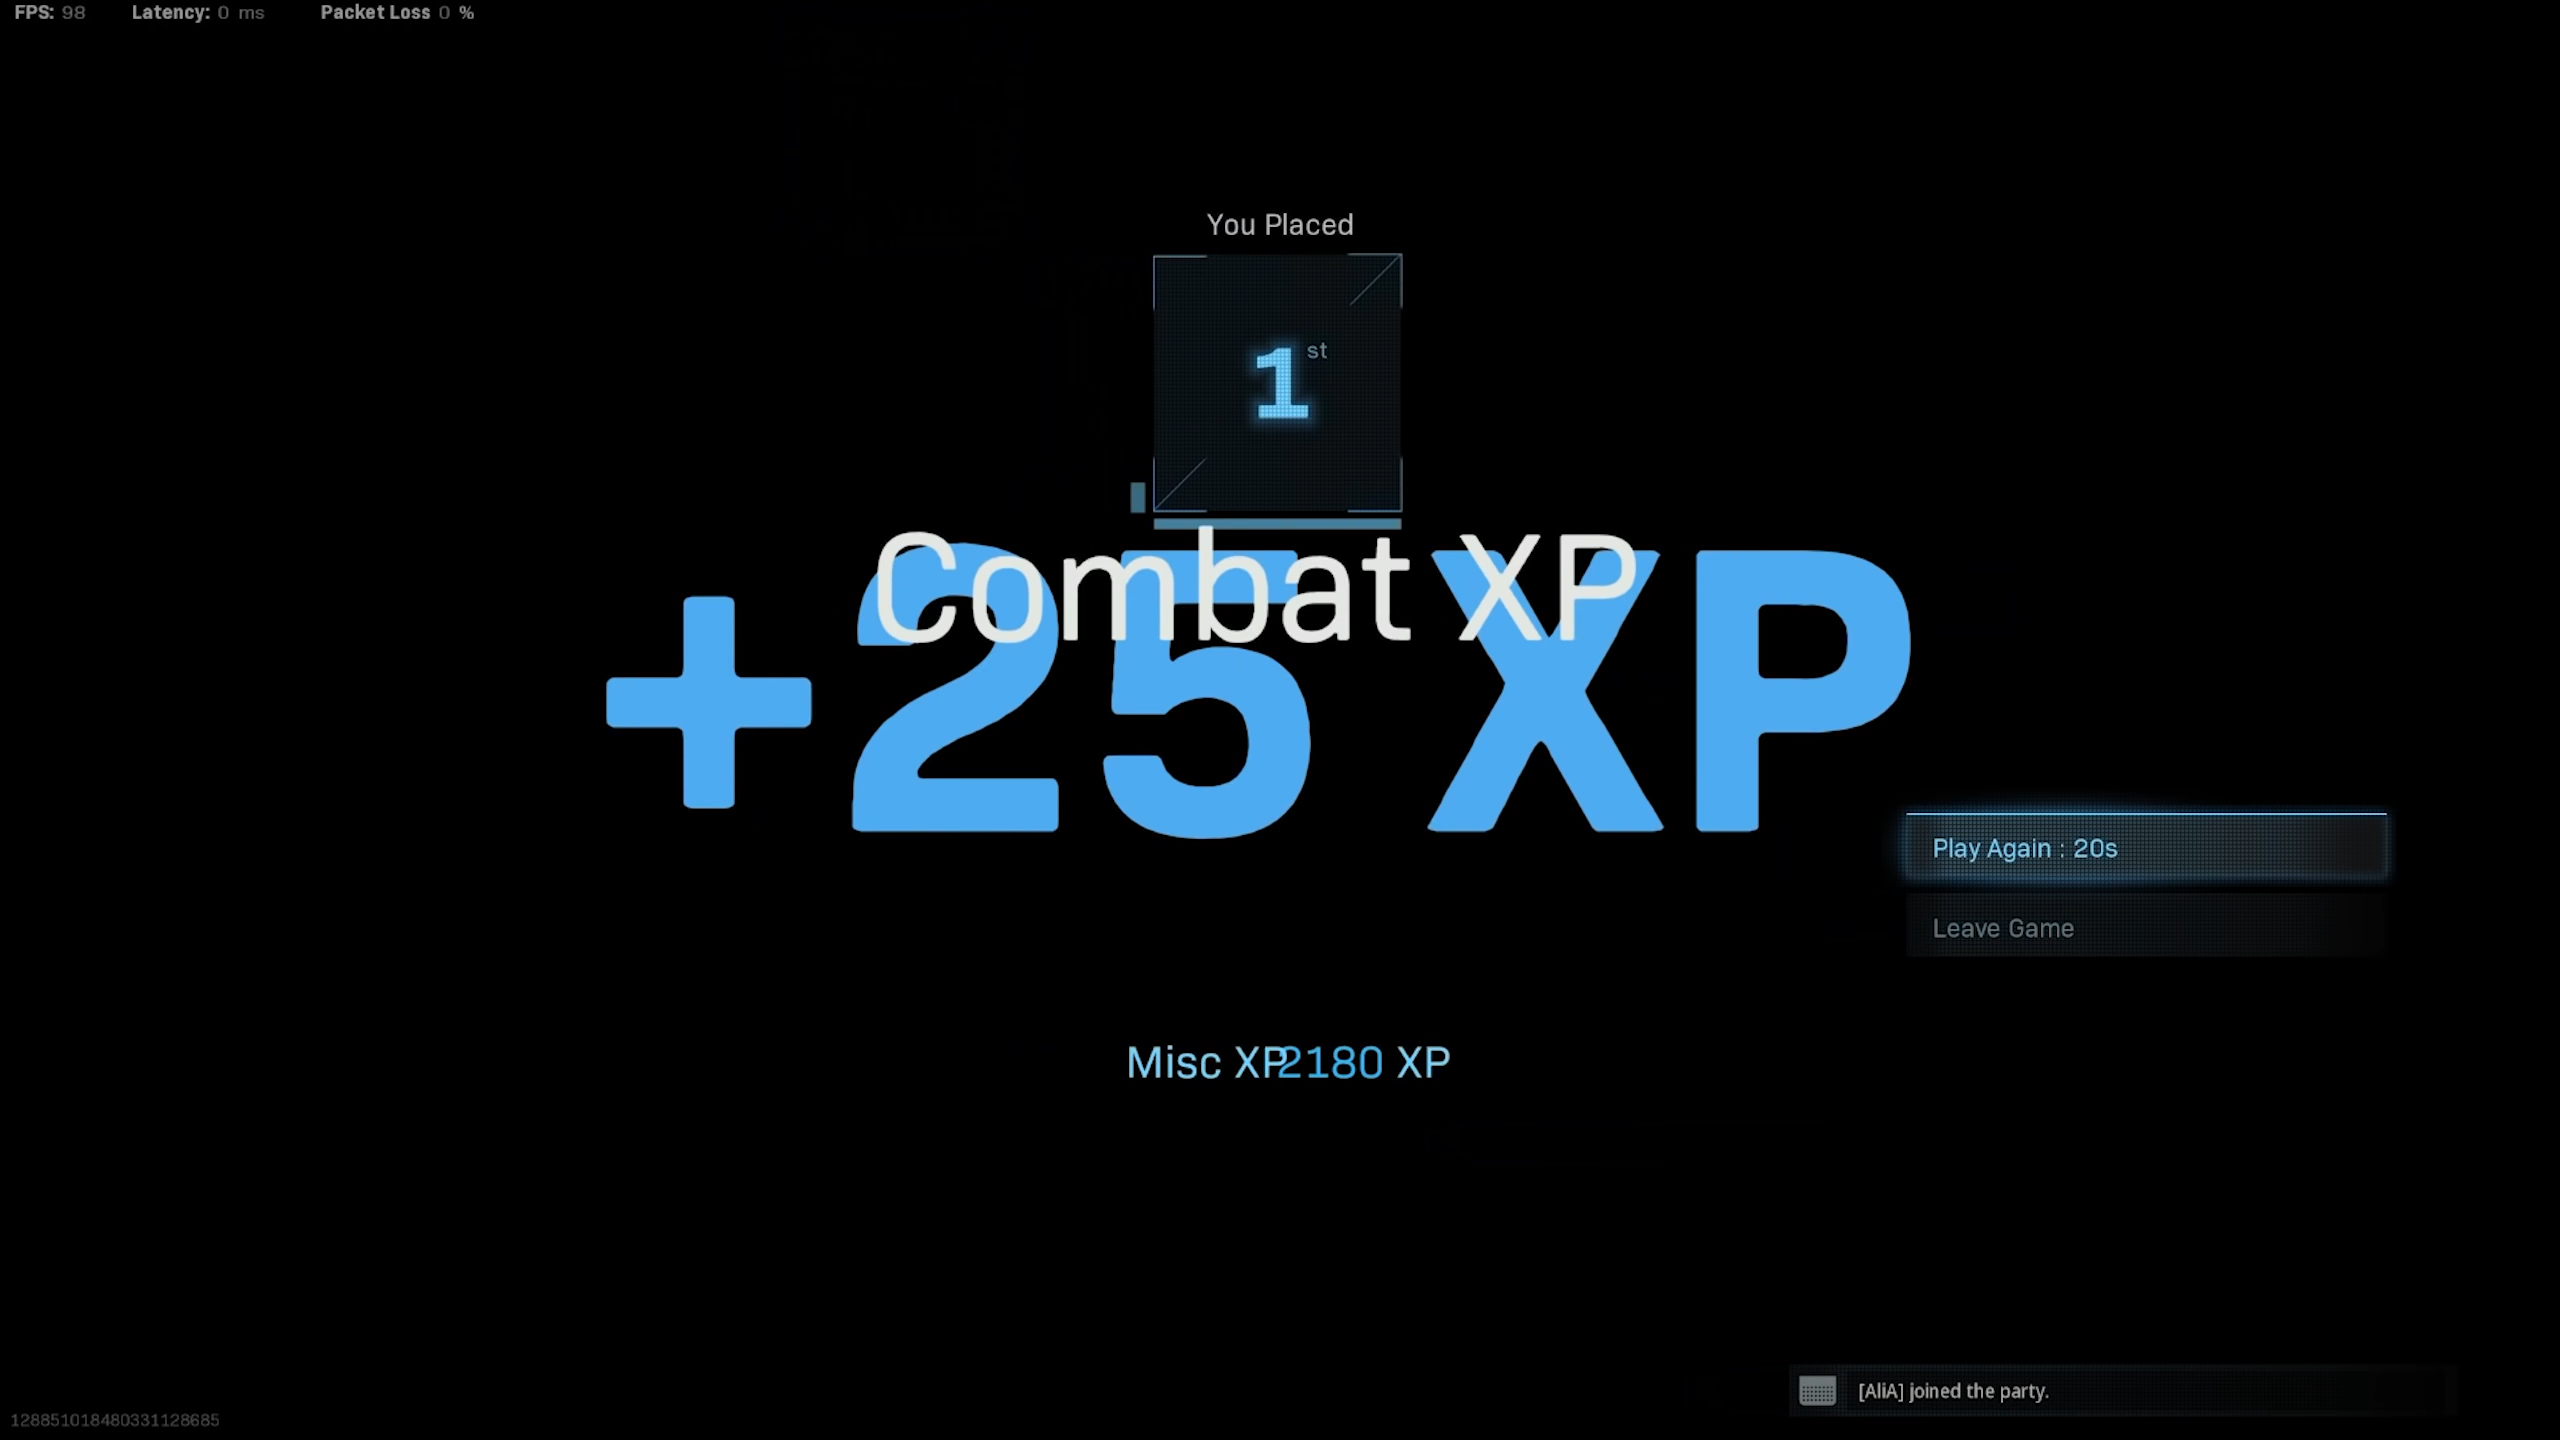 FPS: 98 Latency: 0 ms Packet Loss 0 %
You Placed
1st
Combat XP
+25 XP
Play Again : 20s
Leave Game
Misc XP 2180 XP
[AliA] joined the party.
128851018480331128685